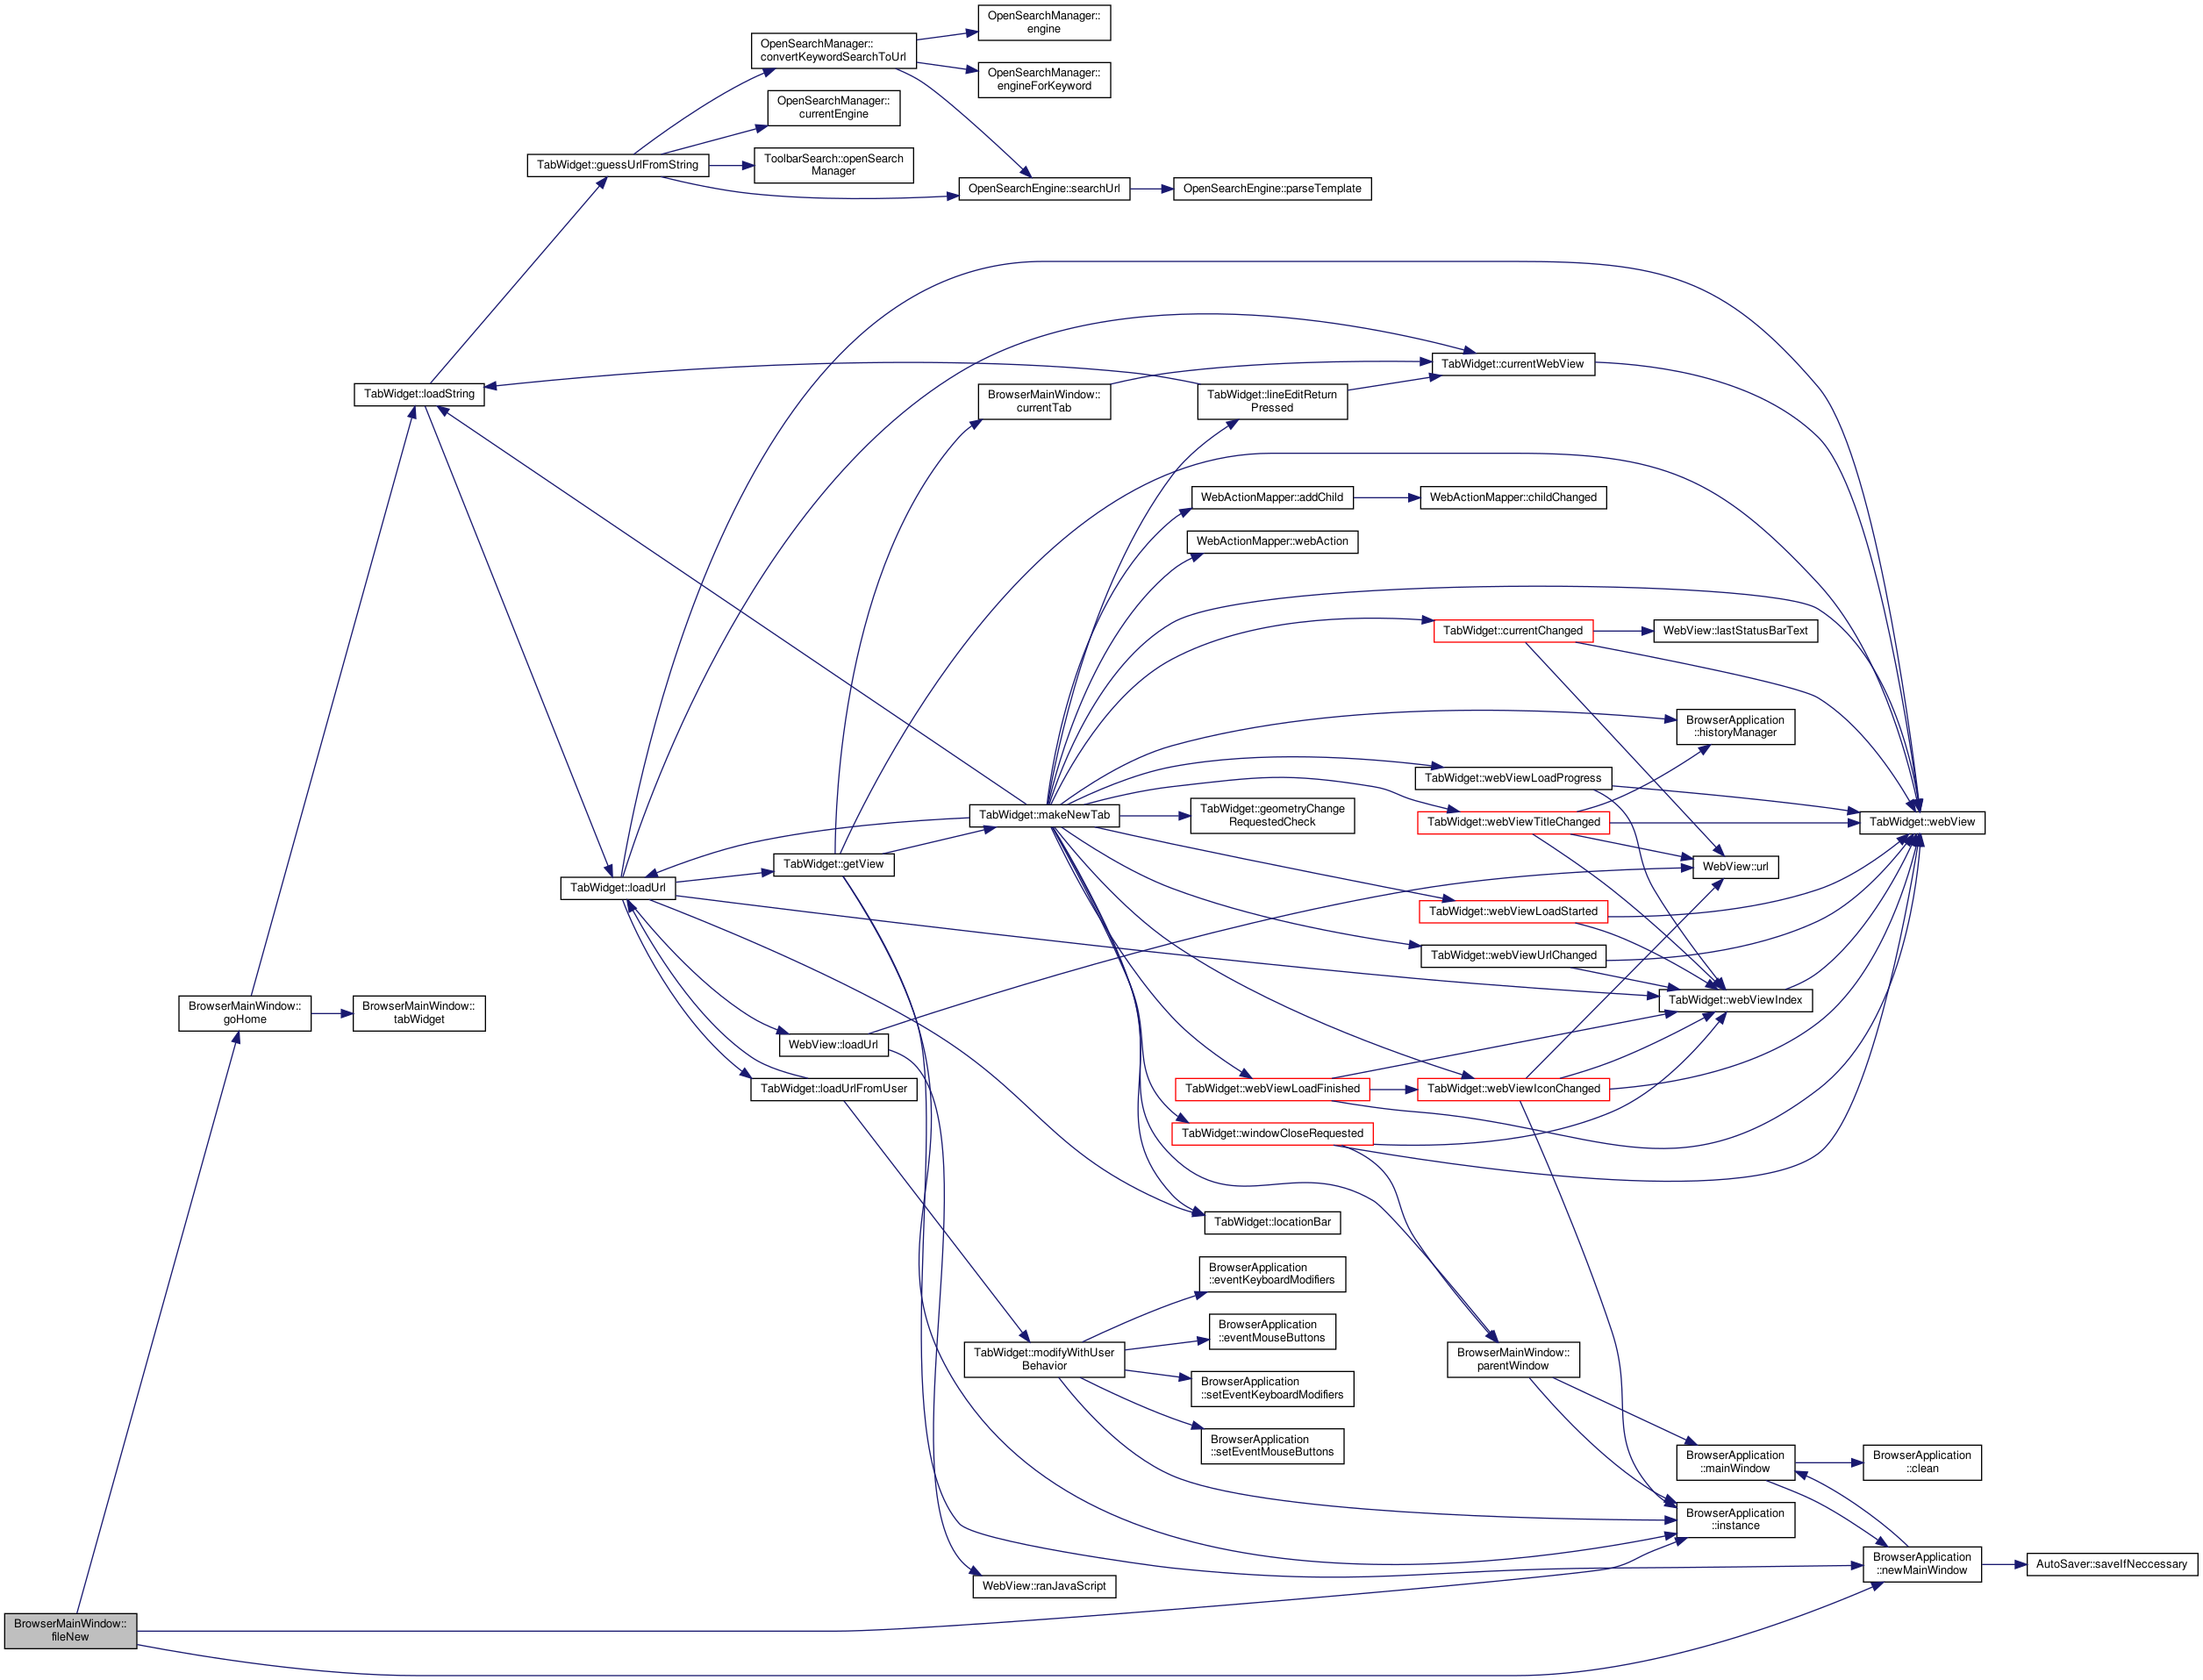 OpenSearchManager::
engine
OpenSearchManager::
convertKeywordSearchToUrl
OpenSearchManager::
engineForKeyword
OpenSearchManager::
currentEngine
TabWidget::guessUrlFromString
ToolbarSearch::openSearch
Manager
OpenSearchEngine::searchUrl
OpenSearchEngine::parseTemplate
TabWidget::currentWebView
TabWidget::loadString
BrowserMainWindow::
currentTab
TabWidget::lineEditReturn
Pressed
WebActionMapper::addChild
WebActionMapper::childChanged
WebActionMapper::webAction
TabWidget::currentChanged
WebView::lastStatusBarText
BrowserApplication
::historyManager
TabWidget::webViewLoadProgress
TabWidget::makeNewTab
TabWidget::geometryChange
RequestedCheck
TabWidget::webViewTitleChanged
TabWidget::webView
TabWidget::getView
WebView::url
TabWidget::loadUrl
TabWidget::webViewLoadStarted
TabWidget::webViewUrlChanged
TabWidget::webViewIndex
BrowserMainWindow::
goHome
BrowserMainWindow::
tabWidget
WebView::loadUrl
TabWidget::loadUrlFromUser
TabWidget::webViewLoadFinished
TabWidget::webViewIconChanged
TabWidget::windowCloseRequested
TabWidget::locationBar
BrowserApplication
::eventKeyboardModifiers
BrowserApplication
::eventMouseButtons
TabWidget::modifyWithUser
Behavior
BrowserMainWindow::
parentWindow
BrowserApplication
::setEventKeyboardModifiers
BrowserApplication
::setEventMouseButtons
BrowserApplication
::mainWindow
BrowserApplication
::clean
BrowserApplication
::instance
BrowserApplication
::newMainWindow
AutoSaver::saveIfNeccessary
WebView::ranJavaScript
BrowserMainWindow::
fileNew